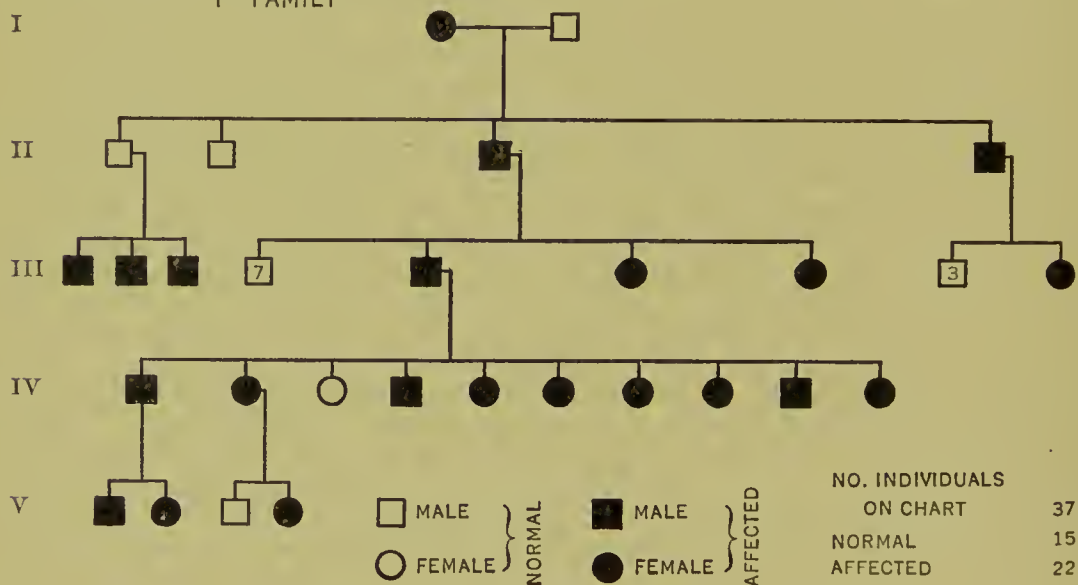 FAMILY
I
II
III
7
3
IV
V
MALE
FEMALE
NORMAL
MALE
FEMALE
AFFECTED
NO. INDIVIDUALS
ON CHART 37
NORMAL 15
AFFECTED 22